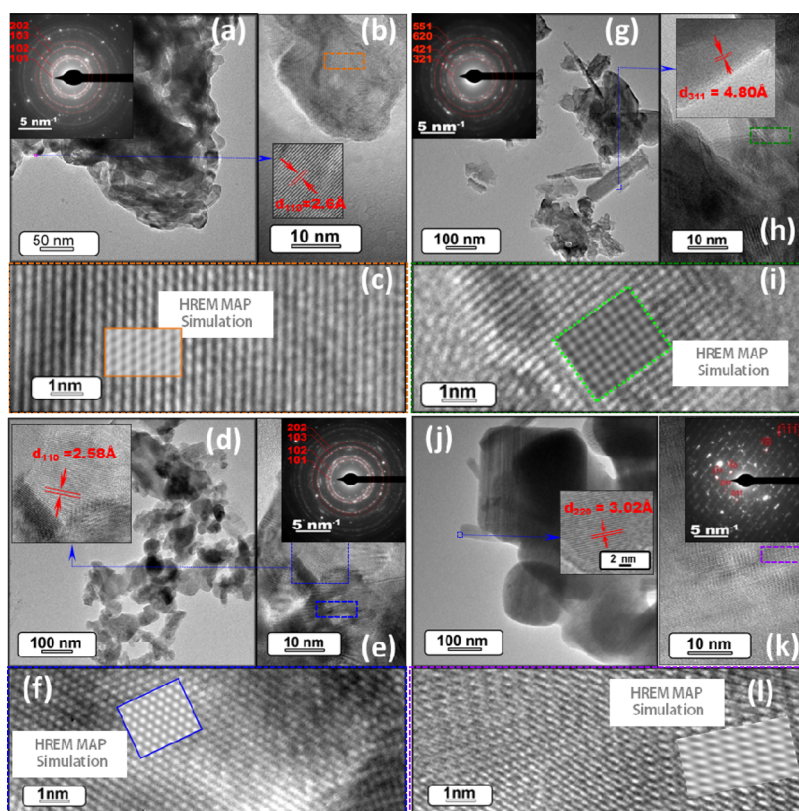 202
103
102
101
(a)
5 nm⁻¹
50 nm
(b)
d₁₁₀=2.6Å
10 nm
(c)
HREM MAP
Simulation
1nm
d₁₁₀=2.58Å
(d)
100 nm
202
103
102
101
5 nm⁻¹
10 nm
(e)
(f)
HREM MAP
Simulation
1nm
551
620
421
321
(g)
5 nm⁻¹
100 nm
d₃₁₁ = 4.80Å
10 nm
(h)
(i)
HREM MAP
Simulation
1nm
(j)
d₂₂₀ = 3.02Å
2 nm
100 nm
5 nm⁻¹
10 nm
(k)
(l)
HREM MAP
Simulation
1nm